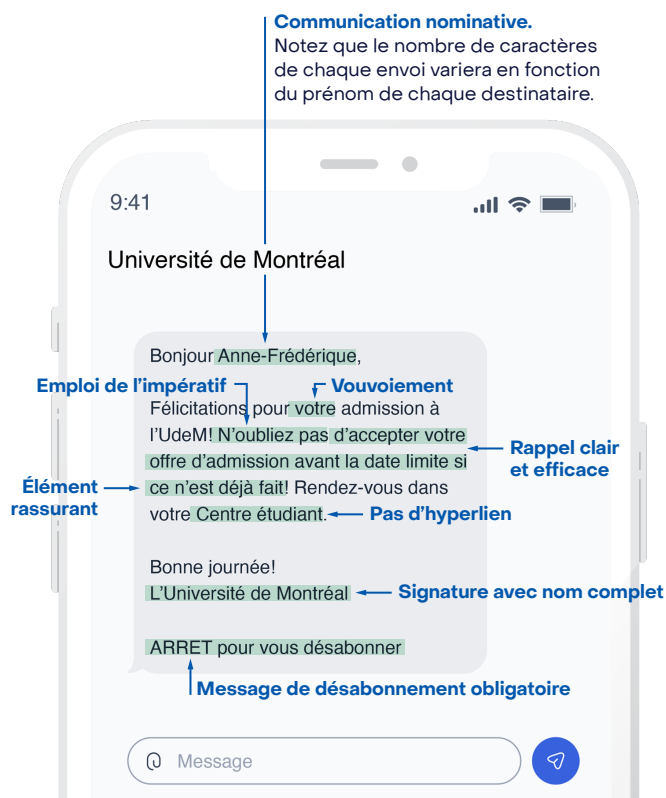 Communication nominative.
Notez que le nombre de caractères
de chaque envoi variera en fonction
du prénom de chaque destinataire.
9:41
Université de Montréal
Bonjour Anne-Frédérique,
Emploi de l'impératif
Vouvoiement
Félicitations pour votre admission à
l'UdeM! N'oubliez pas d'accepter votre
offre d'admission avant la date limite si
ce n'est déjà fait! Rendez-vous dans
votre Centre étudiant.
Rappel clair
et efficace
Élément
rassurant
Pas d'hyperlien
Bonne journée!
L'Université de Montréal
Signature avec nom complet
ARRET pour vous désabonner
Message de désabonnement obligatoire
Message